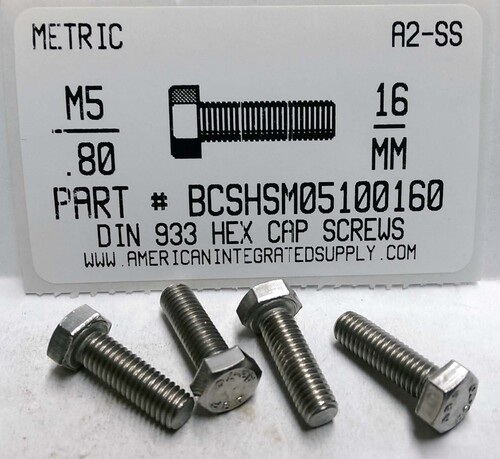 METRIC A2-SS
M5 16
.80 MM
PART # BCSHSM05100160
DIN 933 HEX CAP SCREWS
WWW.AMERICANINTEGRATEDSUPPLY.COM